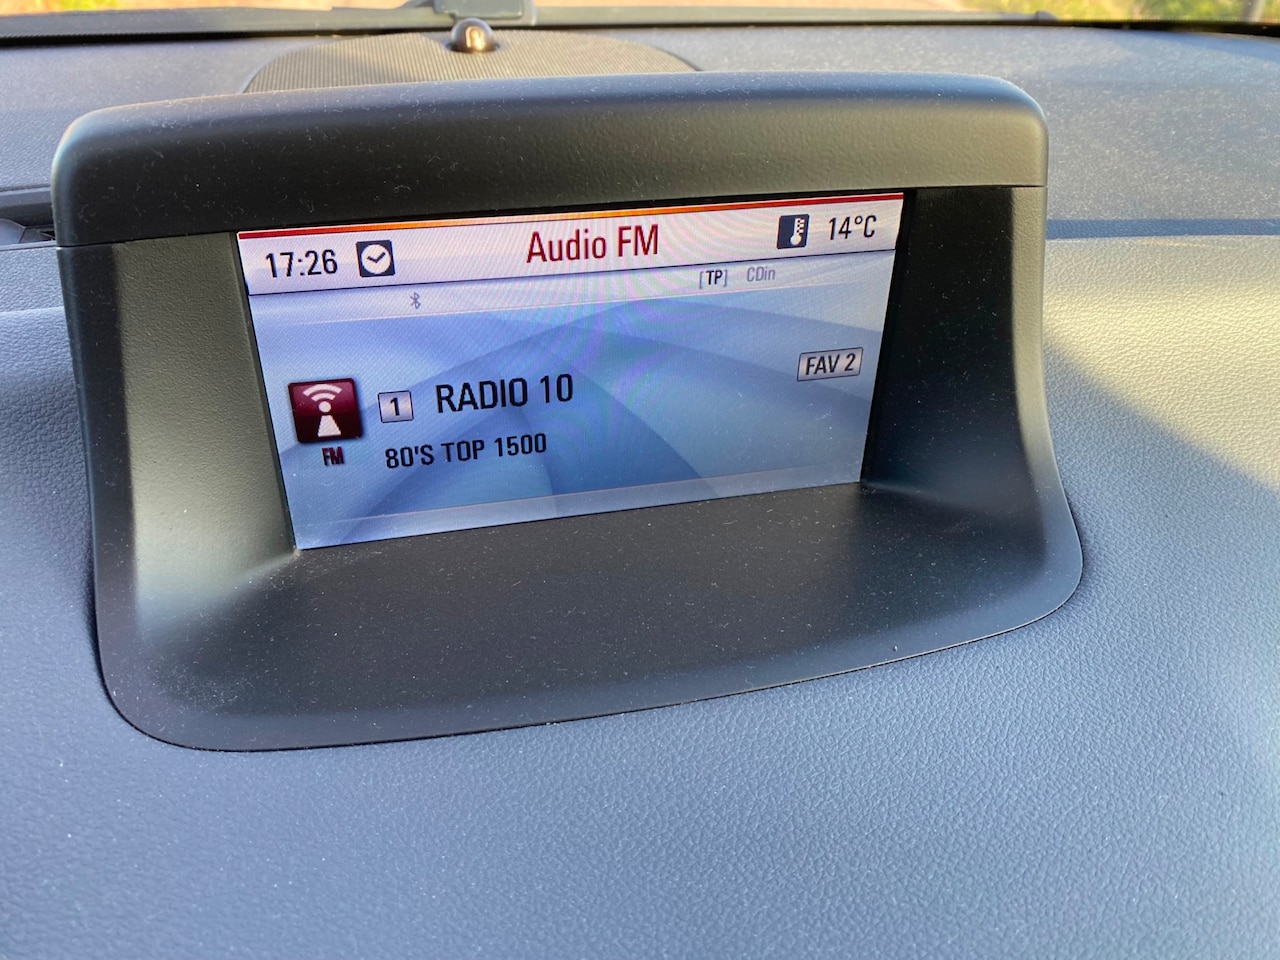 17:26 Audio FM 14°C
[TP] CDin
FAV 2
1 RADIO 10
FM 80'S TOP 1500